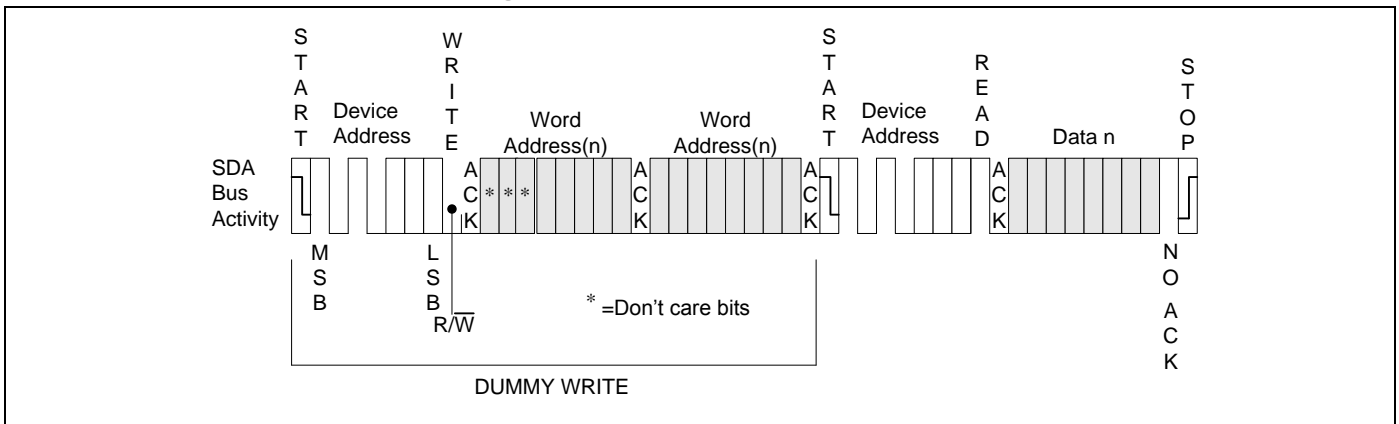 START
WRITE
START
READ
STOP
Device
Address
Word
Address(n)
Word
Address(n)
Device
Address
Data n
SDA
Bus
Activity
ACK
* * *
ACK
ACK
ACK
MSB
LSB
R/W̅
* =Don't care bits
NO ACK
DUMMY WRITE